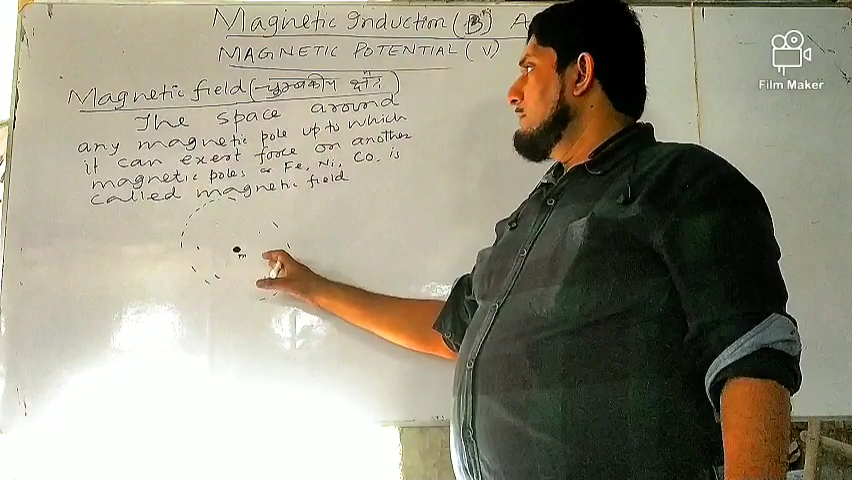 Magnetic Induction (B) A
MAGNETIC POTENTIAL (V)
Magnetic field (चुम्बकीय क्षेत्र)
The space around
any magnetic pole up to which
it can exert force on another
magnetic poles or Fe, Ni, Co, is
called magnetic field
m
Film Maker